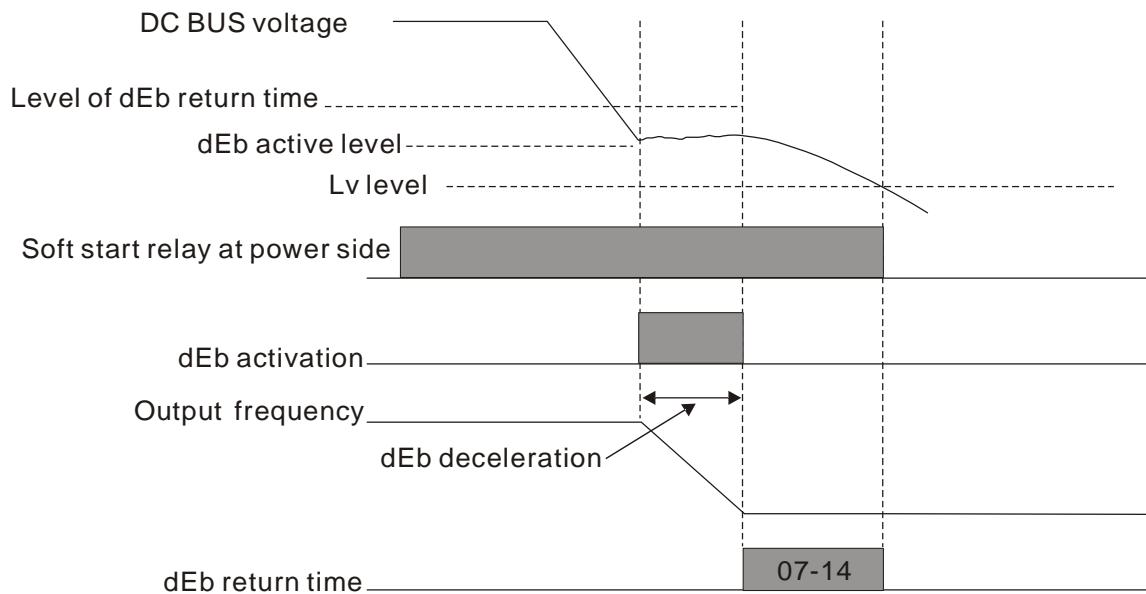 DC BUS voltage
Level of dEb return time
dEb active level
Lv level
Soft start relay at power side
dEb activation
Output frequency
dEb deceleration
07-14
dEb return time